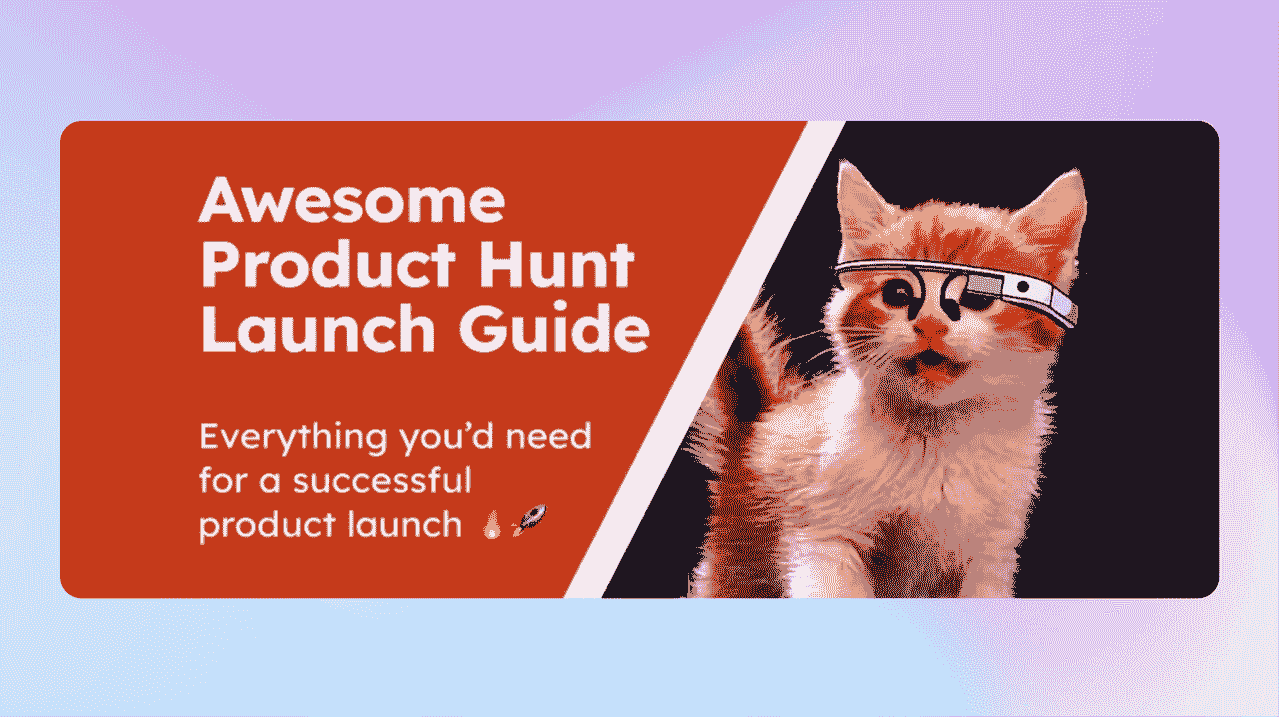 Awesome
Product Hunt
Launch Guide
Everything you’d need
for a successful
product launch 🔥🚀